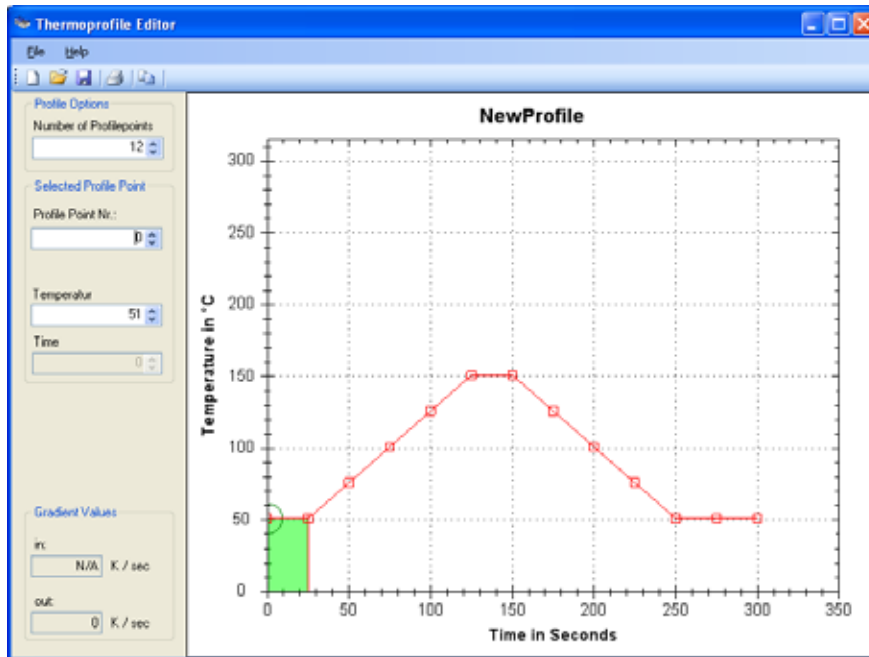 Thermoprofile Editor
File Help
Profile Options
Number of Profilepoints
12
Selected Profile Point
Profile Point Nr.:
0
Temperatur
51
Time
0
Gradient Values
in:
N/A K / sec
out:
0 K / sec
NewProfile
Temperature in °C
300
250
200
150
100
50
0
0 50 100 150 200 250 300 350
Time in Seconds